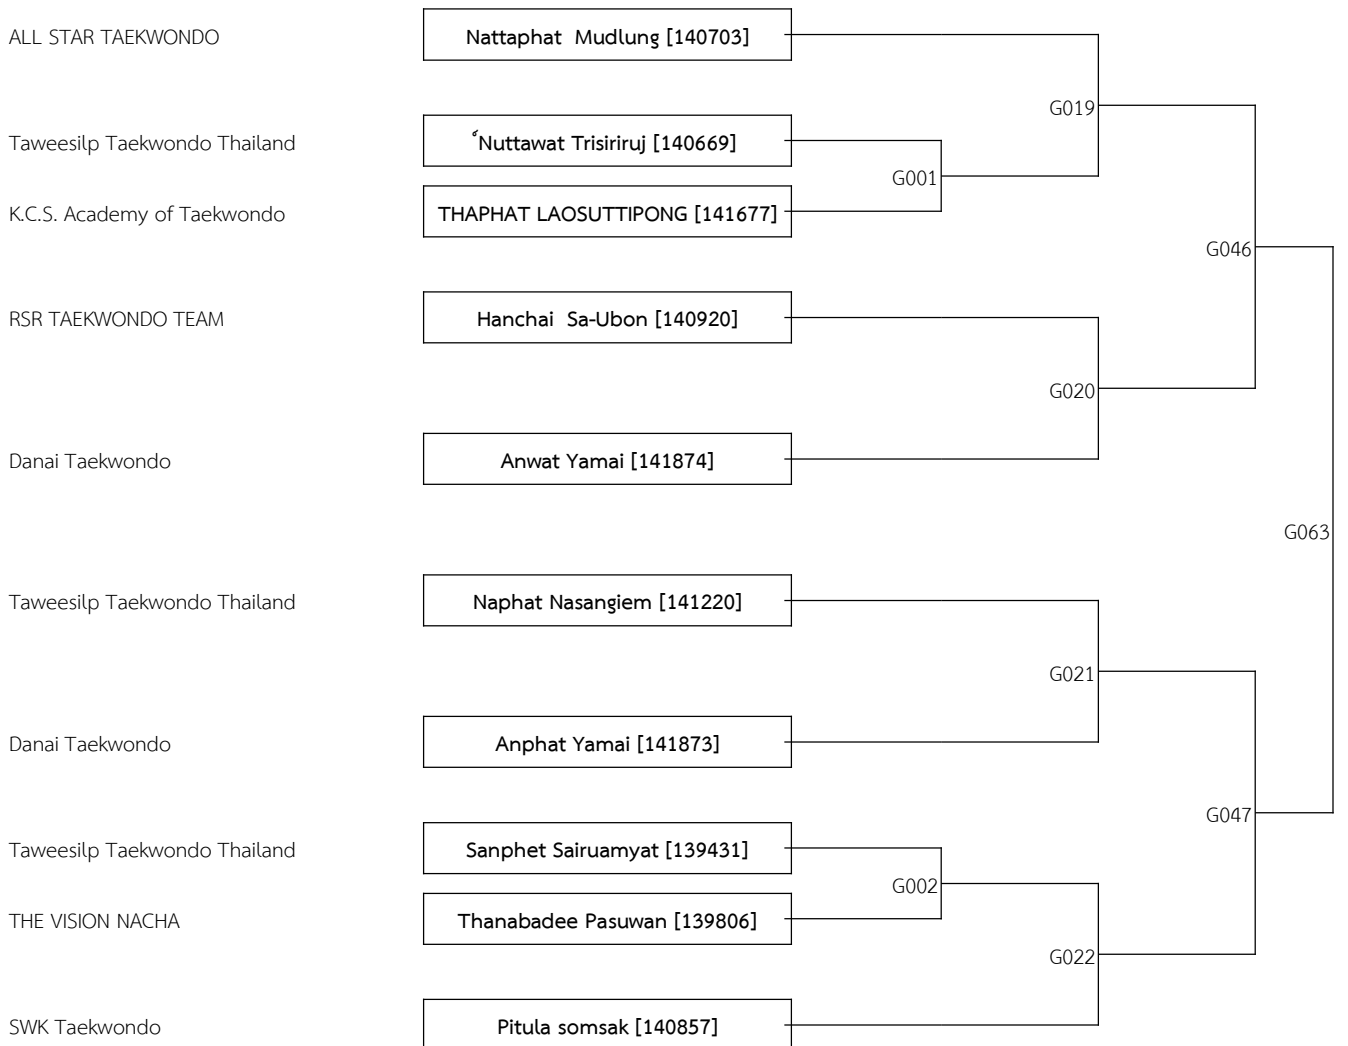 ALL STAR TAEKWONDO Nattaphat Mudlung [140703]
G019
Taweesilp Taekwondo Thailand ์Nuttawat Trisiriruj [140669]
G001
K.C.S. Academy of Taekwondo THAPHAT LAOSUTTIPONG [141677]
G046
RSR TAEKWONDO TEAM Hanchai Sa-Ubon [140920]
G020
Danai Taekwondo Anwat Yamai [141874]
G063
Taweesilp Taekwondo Thailand Naphat Nasangiem [141220]
G021
Danai Taekwondo Anphat Yamai [141873]
G047
Taweesilp Taekwondo Thailand Sanphet Sairuamyat [139431]
G002
THE VISION NACHA Thanabadee Pasuwan [139806]
G022
SWK Taekwondo Pitula somsak [140857]